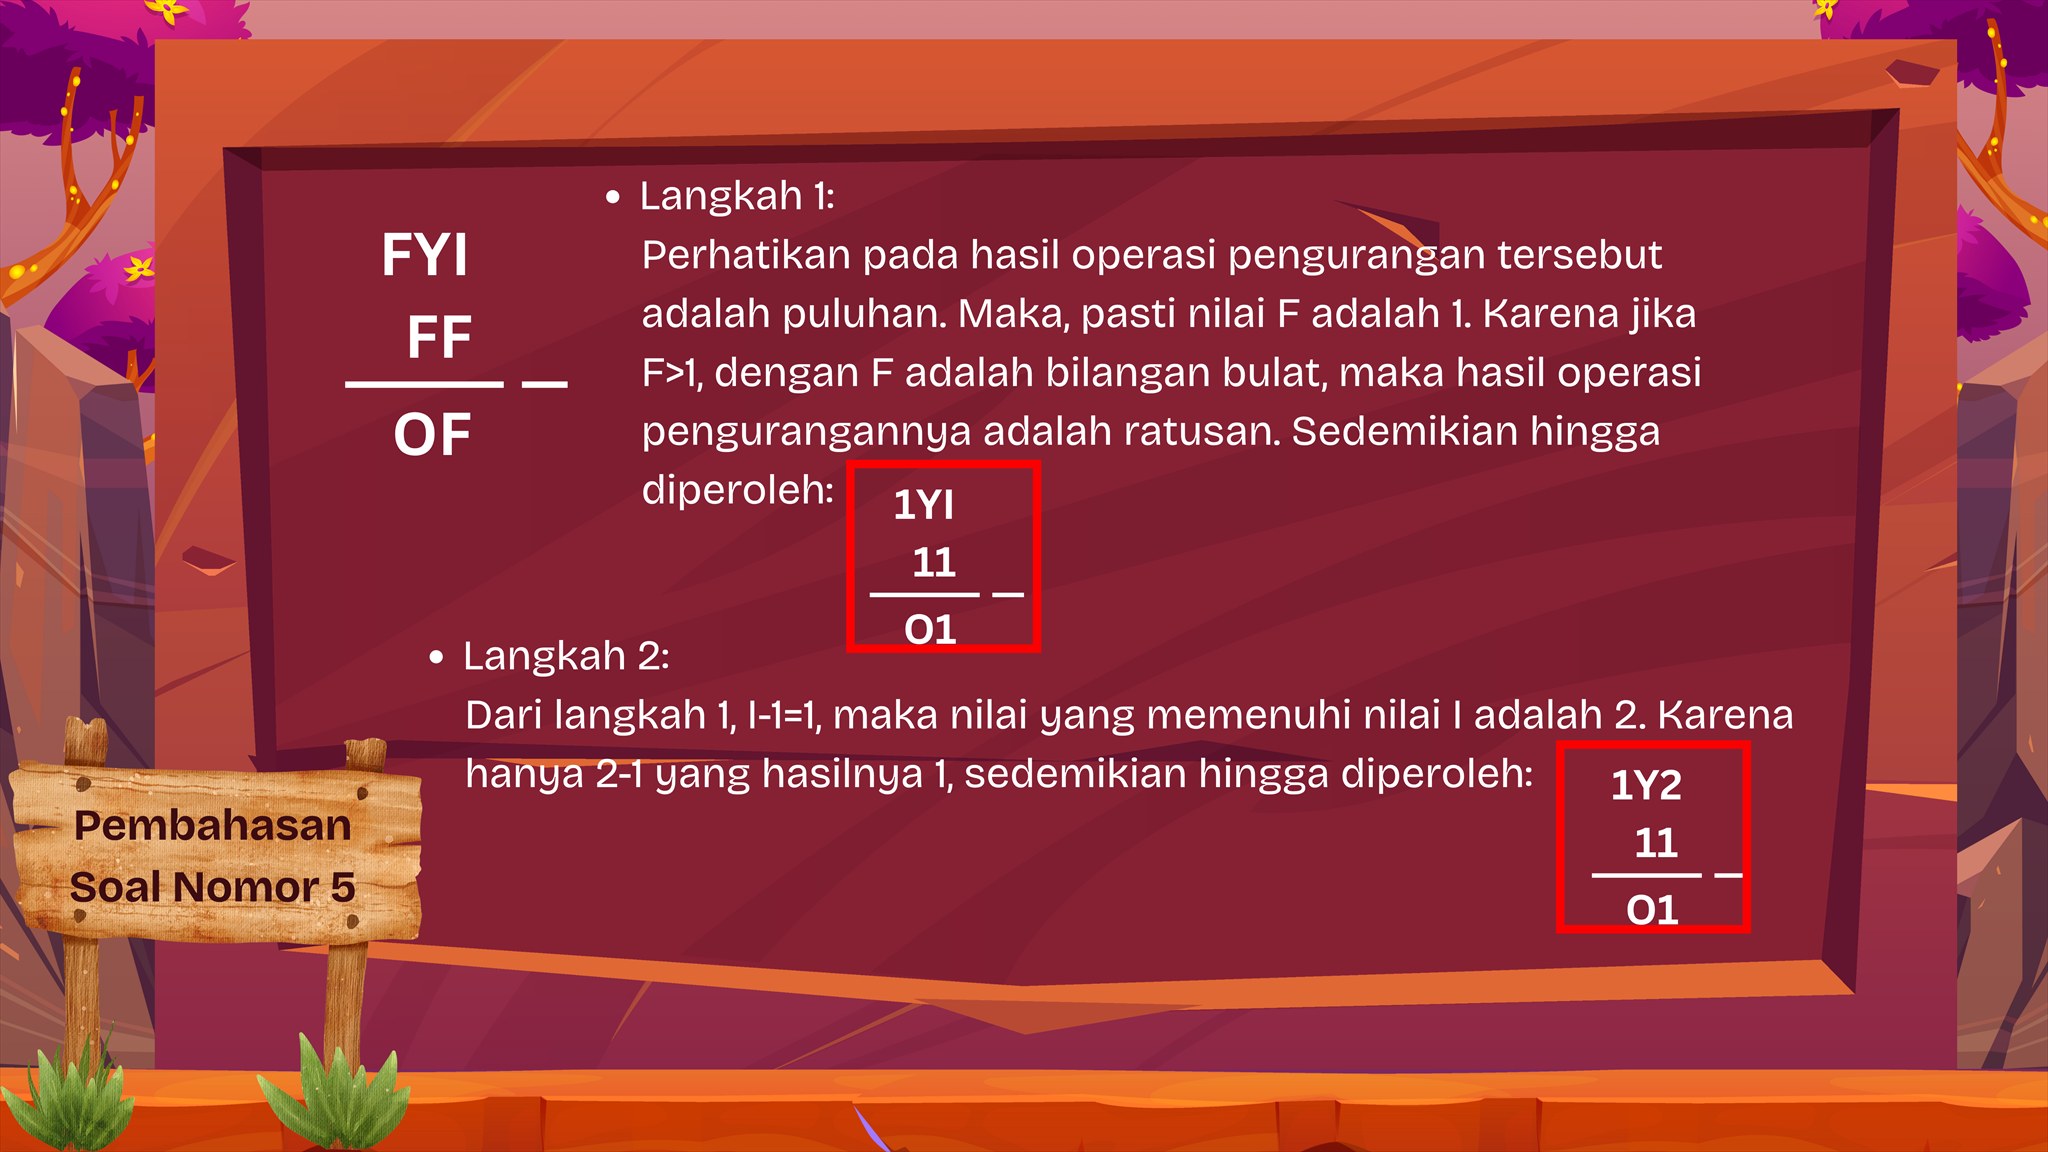 FYI
FF
OF
• Langkah 1:
Perhatikan pada hasil operasi pengurangan tersebut
adalah puluhan. Maka, pasti nilai F adalah 1. Karena jika
F>1, dengan F adalah bilangan bulat, maka hasil operasi
pengurangannya adalah ratusan. Sedemikian hingga
diperoleh:
1YI
11
O1
• Langkah 2:
Dari langkah 1, I-1=1, maka nilai yang memenuhi nilai I adalah 2. Karena
hanya 2-1 yang hasilnya 1, sedemikian hingga diperoleh:
1Y2
11
O1
Pembahasan
Soal Nomor 5